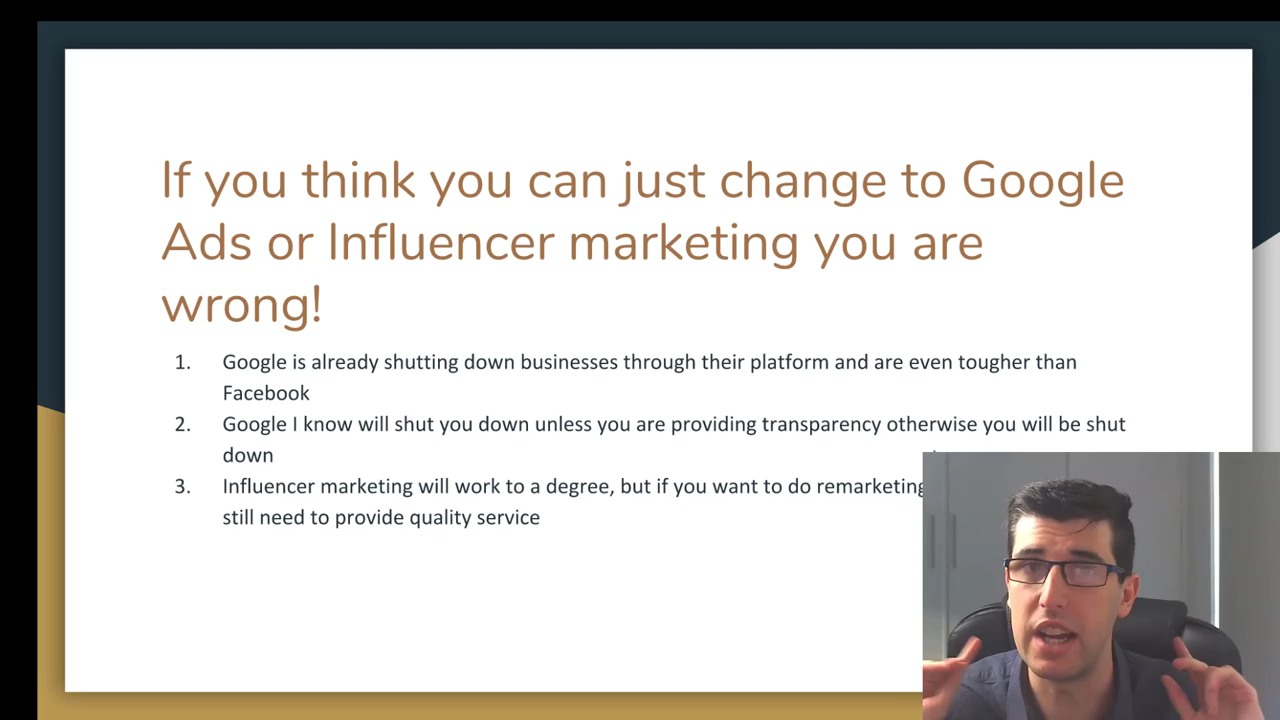 If you think you can just change to Google
Ads or Influencer marketing you are
wrong!
1. Google is already shutting down businesses through their platform and are even tougher than
Facebook
2. Google I know will shut you down unless you are providing transparency otherwise you will be shut
down
3. Influencer marketing will work to a degree, but if you want to do remarketing
still need to provide quality service